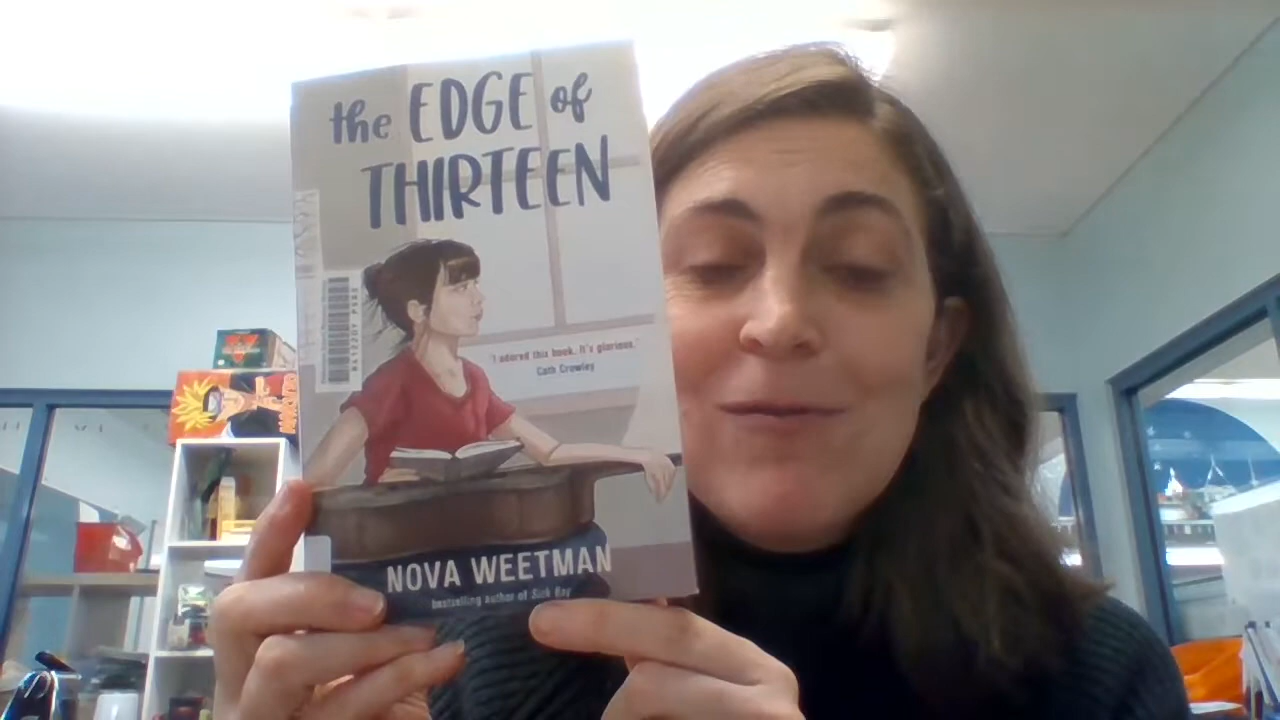 the EDGE of
THIRTEEN
'I adored this book. It's glorious.'
Cath Crowley
NOVA WEETMAN
bestselling author of Sick Bay